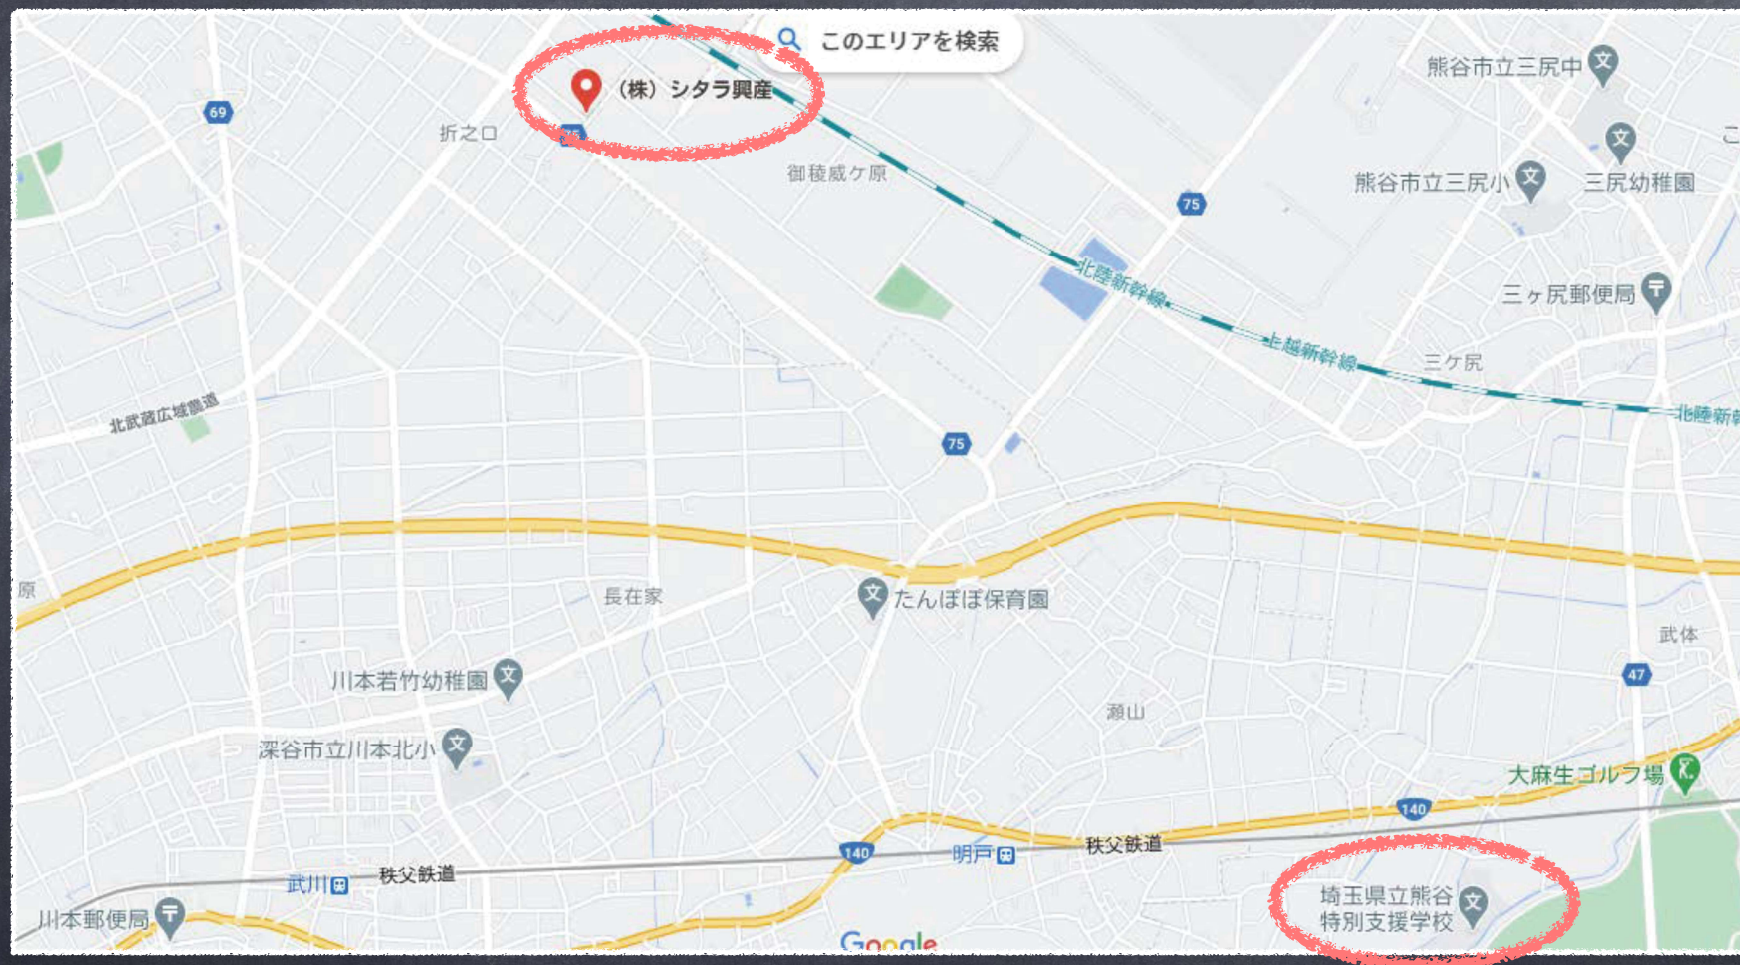 このエリアを検索
（株）シタラ興産
熊谷市立三尻中
69
75
折之口
御稜威ケ原
熊谷市立三尻小
三尻幼稚園
こ
75
北陸新幹線
三ヶ尻郵便局
上越新幹線
三ケ尻
北武蔵広域農道
北陸新幹
75
原
長在家
たんぽぽ保育園
武体
川本若竹幼稚園
47
瀬山
深谷市立川本北小
大麻生ゴルフ場
140
140
明戸
秩父鉄道
武川
秩父鉄道
埼玉県立熊谷
特別支援学校
川本郵便局
Google